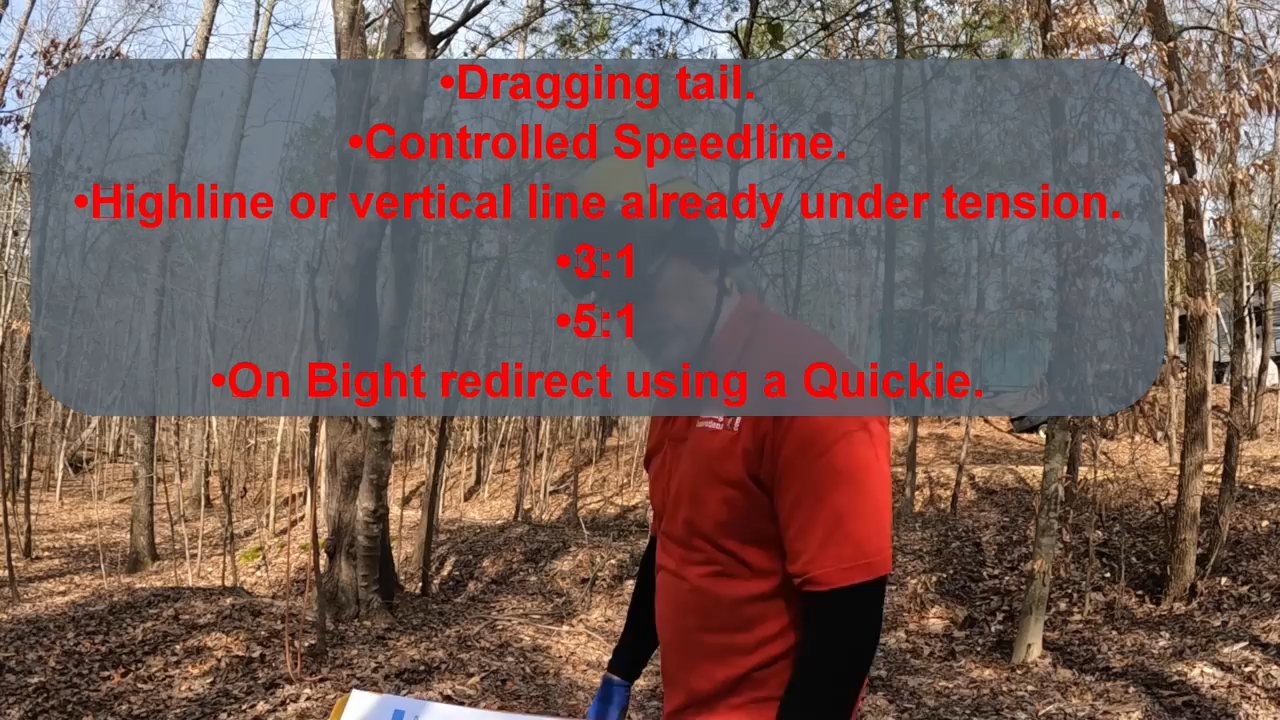 •Dragging tail.
•Controlled Speedline.
•Highline or vertical line already under tension.
•3:1
•5:1
•On Bight redirect using a Quickie.